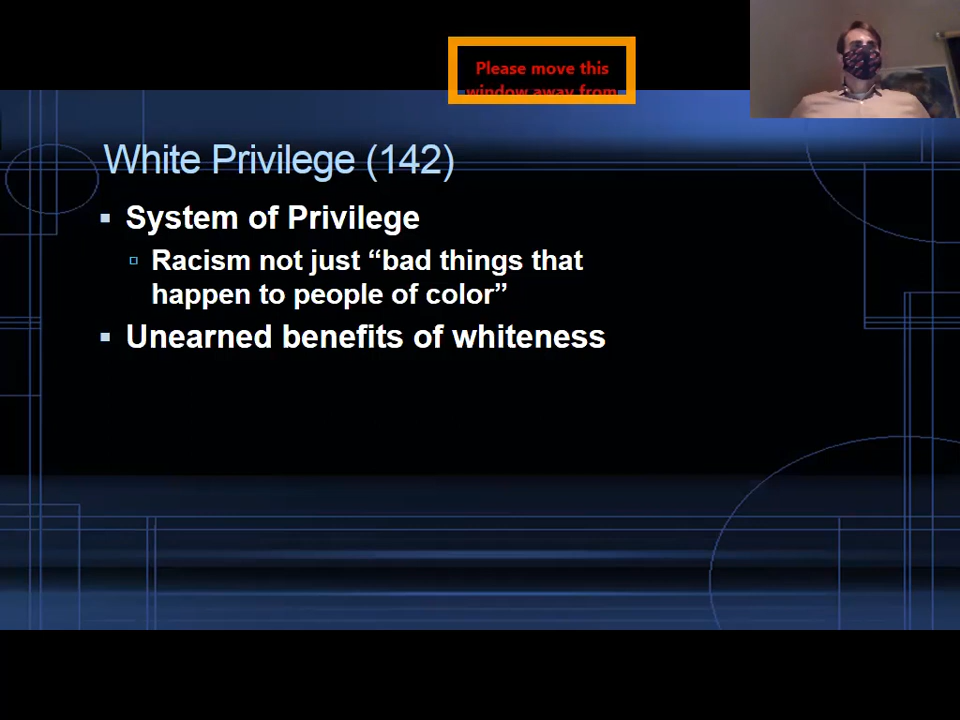 Please move this
window away from
White Privilege (142)
▪ System of Privilege
▫ Racism not just “bad things that
happen to people of color”
▪ Unearned benefits of whiteness